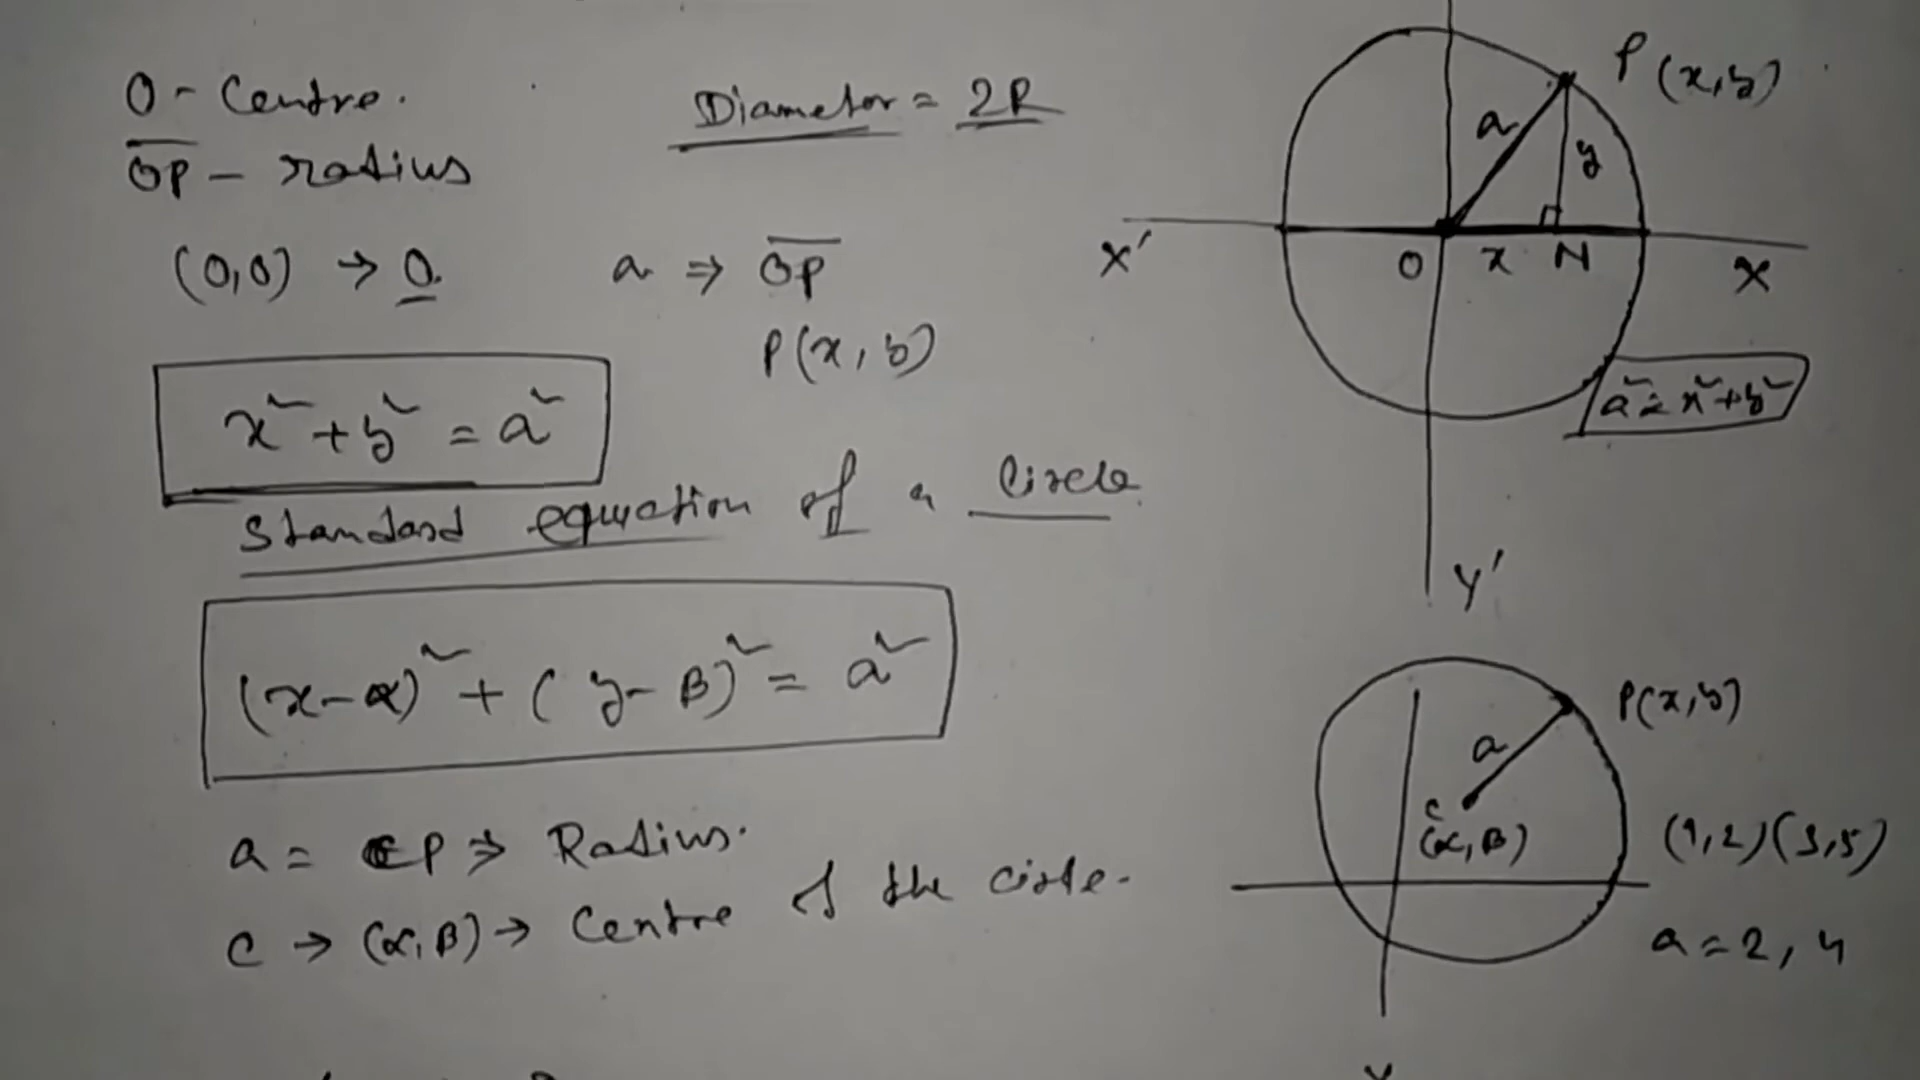 O - Centre.
Diameter = 2R
OP - radius
(0,0) → O.
a ⇒ OP
P(x, y)
x² + y² = a²
Standard equation of a Circle
(x-α)² + (y-β)² = a²
a = CP ⇒ Radius.
C → (α, β) → Centre of the circle.
P (x, y)
a
y
X'
O
x
N
X
a² = x² + y²
Y'
P(x, y)
a
C
(α, β)
(1,2) (3,5)
a = 2, 4